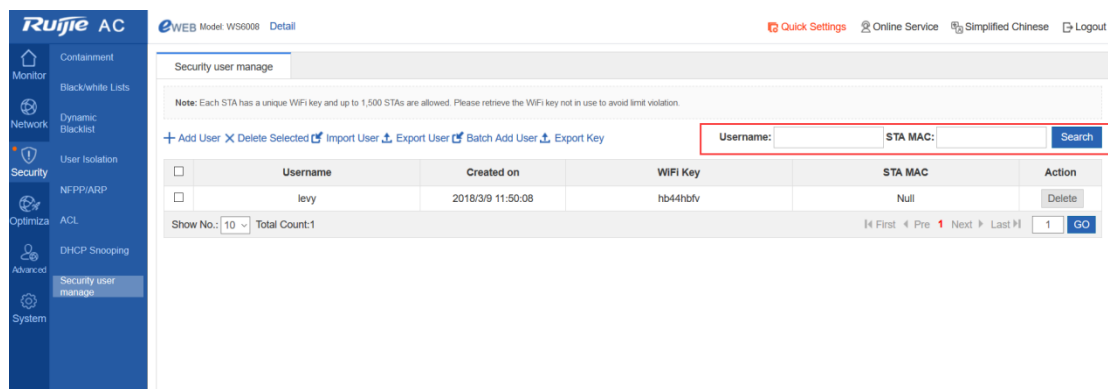 Ruijie AC
eWEB Model: WS6008 Detail
Quick Settings Online Service Simplified Chinese Logout
Monitor
Network
Security
Optimiza
Advanced
System
Containment
Black/white Lists
Dynamic
Blacklist
User Isolation
NFPP/ARP
ACL
DHCP Snooping
Security user
manage
Security user manage
Note: Each STA has a unique WiFi key and up to 1,500 STAs are allowed. Please retrieve the WiFi key not in use to avoid limit violation.
Add User Delete Selected Import User Export User Batch Add User Export Key
Username: STA MAC: Search
Username Created on WiFi Key STA MAC Action
levy 2018/3/9 11:50:08 hb44hbfv Null Delete
Show No.: 10 Total Count:1 First Pre 1 Next Last 1 GO